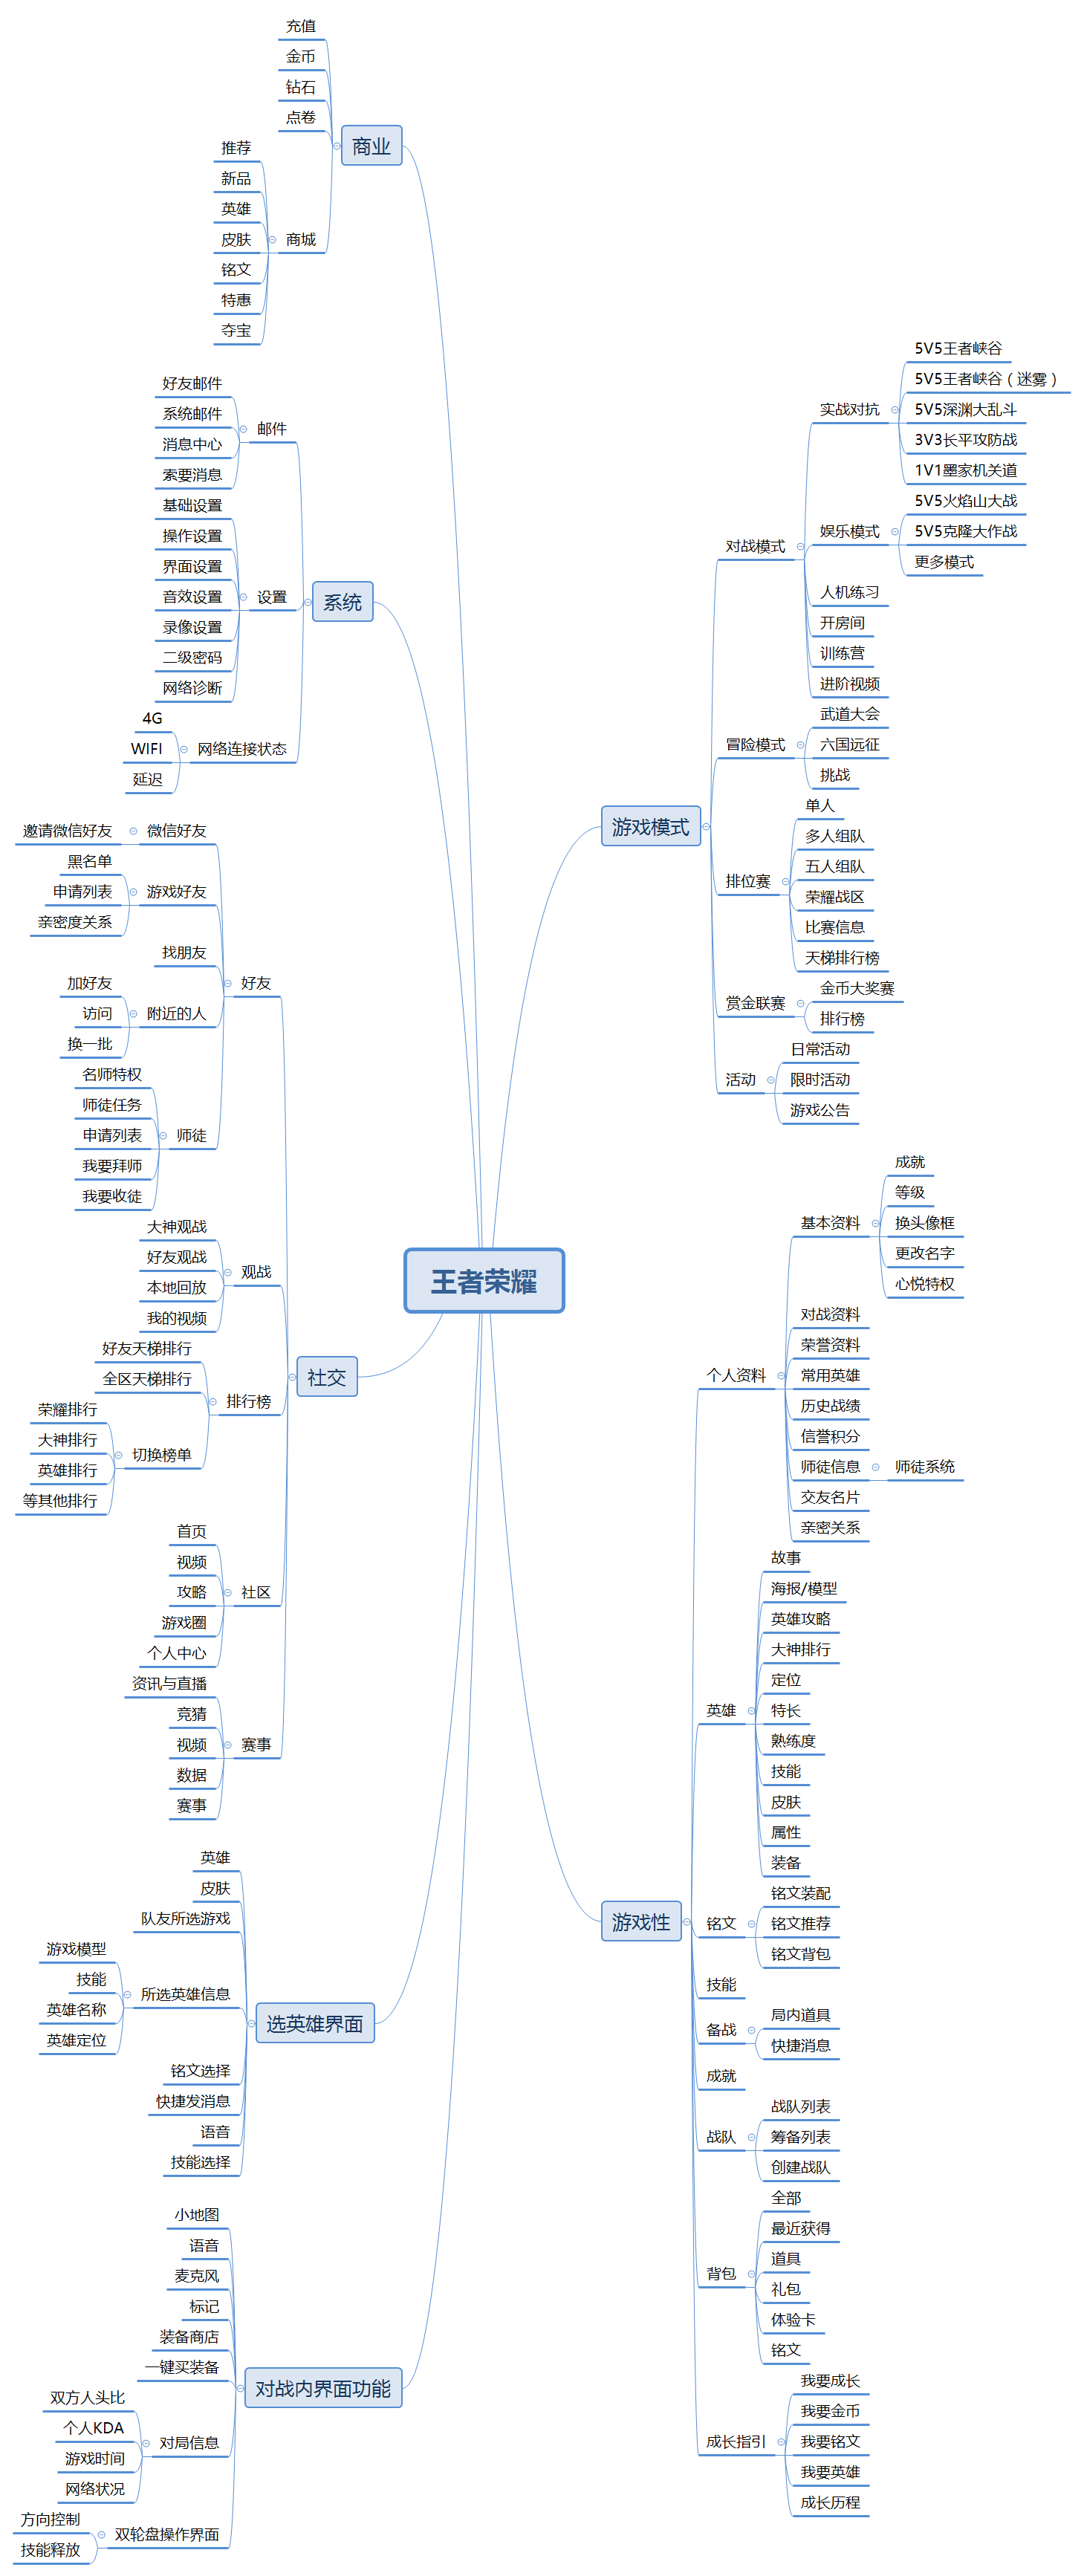 王者荣耀
商业
充值
金币
钻石
点卷
商城
推荐
新品
英雄
皮肤
铭文
特惠
夺宝
系统
邮件
好友邮件
系统邮件
消息中心
索要消息
设置
基础设置
操作设置
界面设置
音效设置
录像设置
二级密码
网络诊断
网络连接状态
4G
WIFI
延迟
社交
好友
微信好友
邀请微信好友
游戏好友
黑名单
申请列表
亲密度关系
找朋友
附近的人
加好友
访问
换一批
师徒
名师特权
师徒任务
申请列表
我要拜师
我要收徒
观战
大神观战
好友观战
本地回放
我的视频
排行榜
好友天梯排行
全区天梯排行
切换榜单
荣耀排行
大神排行
英雄排行
等其他排行
社区
首页
视频
攻略
游戏圈
个人中心
赛事
资讯与直播
竞猜
视频
数据
赛事
选英雄界面
英雄
皮肤
队友所选游戏
所选英雄信息
游戏模型
技能
英雄名称
英雄定位
铭文选择
快捷发消息
语音
技能选择
对战内界面功能
小地图
语音
麦克风
标记
装备商店
一键买装备
对局信息
双方人头比
个人KDA
游戏时间
网络状况
双轮盘操作界面
方向控制
技能释放
游戏模式
对战模式
实战对抗
5V5王者峡谷
5V5王者峡谷（迷雾）
5V5深渊大乱斗
3V3长平攻防战
1V1墨家机关道
娱乐模式
5V5火焰山大战
5V5克隆大作战
更多模式
人机练习
开房间
训练营
进阶视频
冒险模式
武道大会
六国远征
挑战
排位赛
单人
多人组队
五人组队
荣耀战区
比赛信息
天梯排行榜
赏金联赛
金币大奖赛
排行榜
活动
日常活动
限时活动
游戏公告
游戏性
个人资料
基本资料
成就
等级
换头像框
更改名字
心悦特权
对战资料
荣誉资料
常用英雄
历史战绩
信誉积分
师徒信息
师徒系统
交友名片
亲密关系
英雄
故事
海报/模型
英雄攻略
大神排行
定位
特长
熟练度
技能
皮肤
属性
装备
铭文
铭文装配
铭文推荐
铭文背包
技能
备战
局内道具
快捷消息
成就
战队
战队列表
筹备列表
创建战队
背包
全部
最近获得
道具
礼包
体验卡
铭文
成长指引
我要成长
我要金币
我要铭文
我要英雄
成长历程